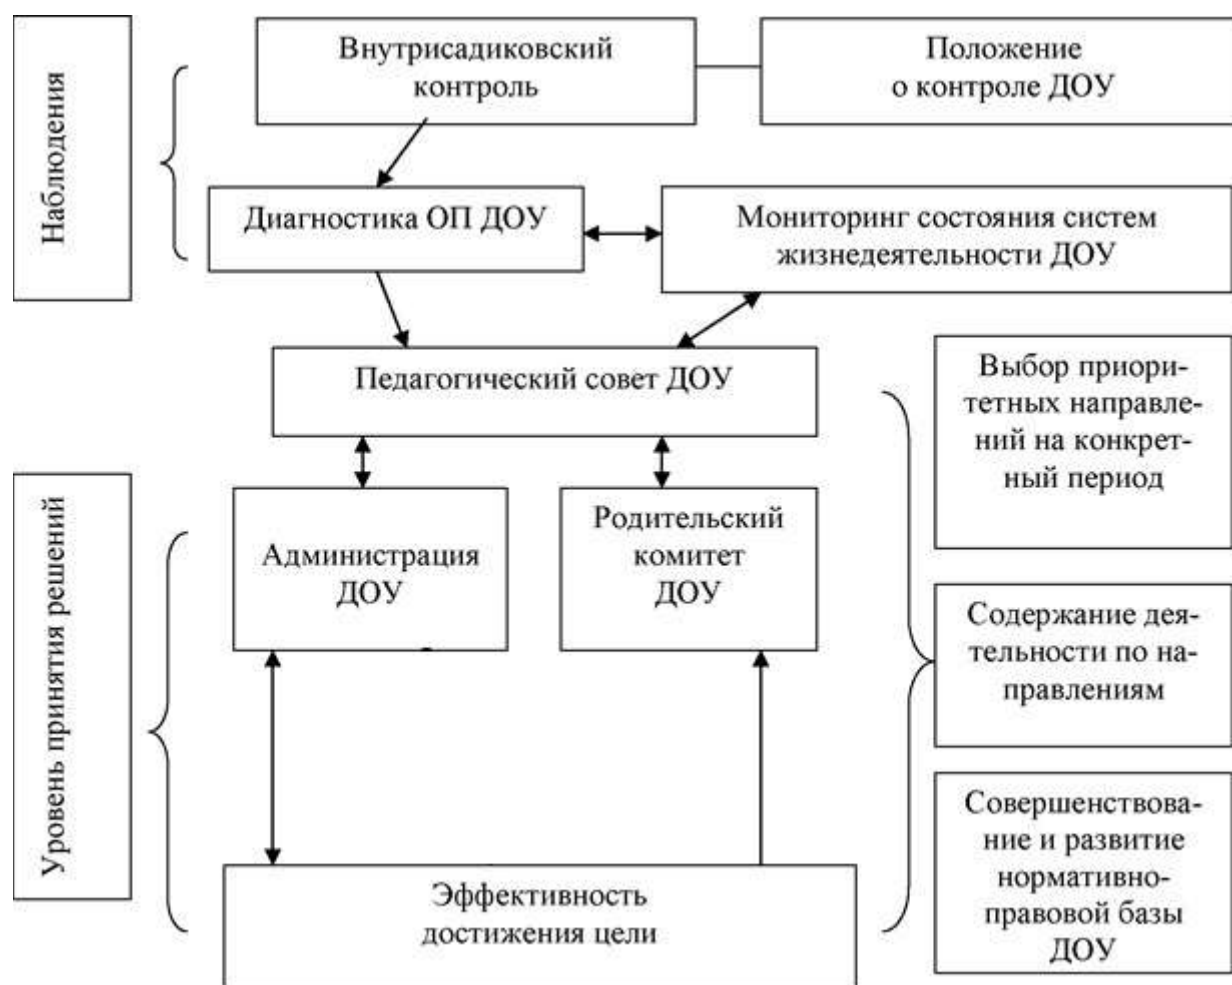 Наблюдения
Внутрисадиковский
контроль
Положение
о контроле ДОУ
Диагностика ОП ДОУ
Мониторинг состояния систем
жизнедеятельности ДОУ
Педагогический совет ДОУ
Выбор приори-
тетных направле-
ний на конкрет-
ный период
Уровень принятия решений
Администрация
ДОУ
Родительский
комитет
ДОУ
Содержание дея-
тельности по на-
правлениям
Эффективность
достижения цели
Совершенствова-
ние и развитие
нормативно-
правовой базы
ДОУ